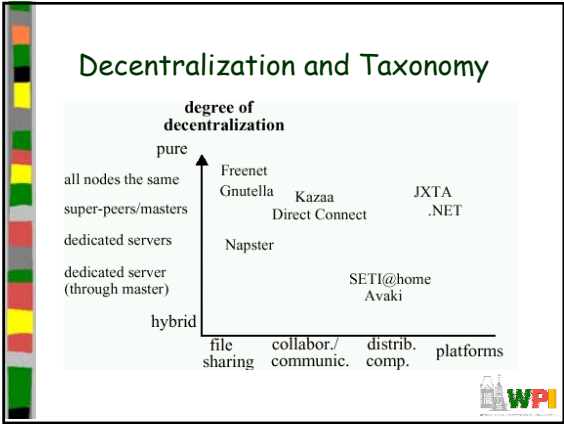 Decentralization and Taxonomy
degree of
decentralization
pure
all nodes the same
super-peers/masters
dedicated servers
dedicated server
(through master)
hybrid
Freenet
Gnutella
Kazaa
Direct Connect
JXTA
.NET
Napster
SETI@home
Avaki
file
sharing
collabor./
communic.
distrib.
comp.
platforms
WPI